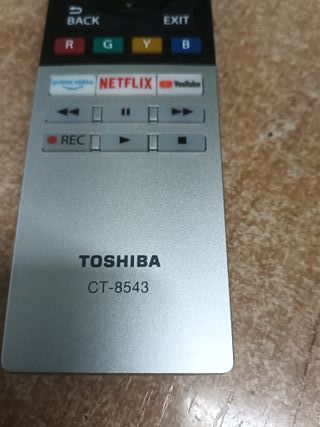 BACK EXIT
R G Y B
prime video NETFLIX YouTube
REC
TOSHIBA
CT-8543